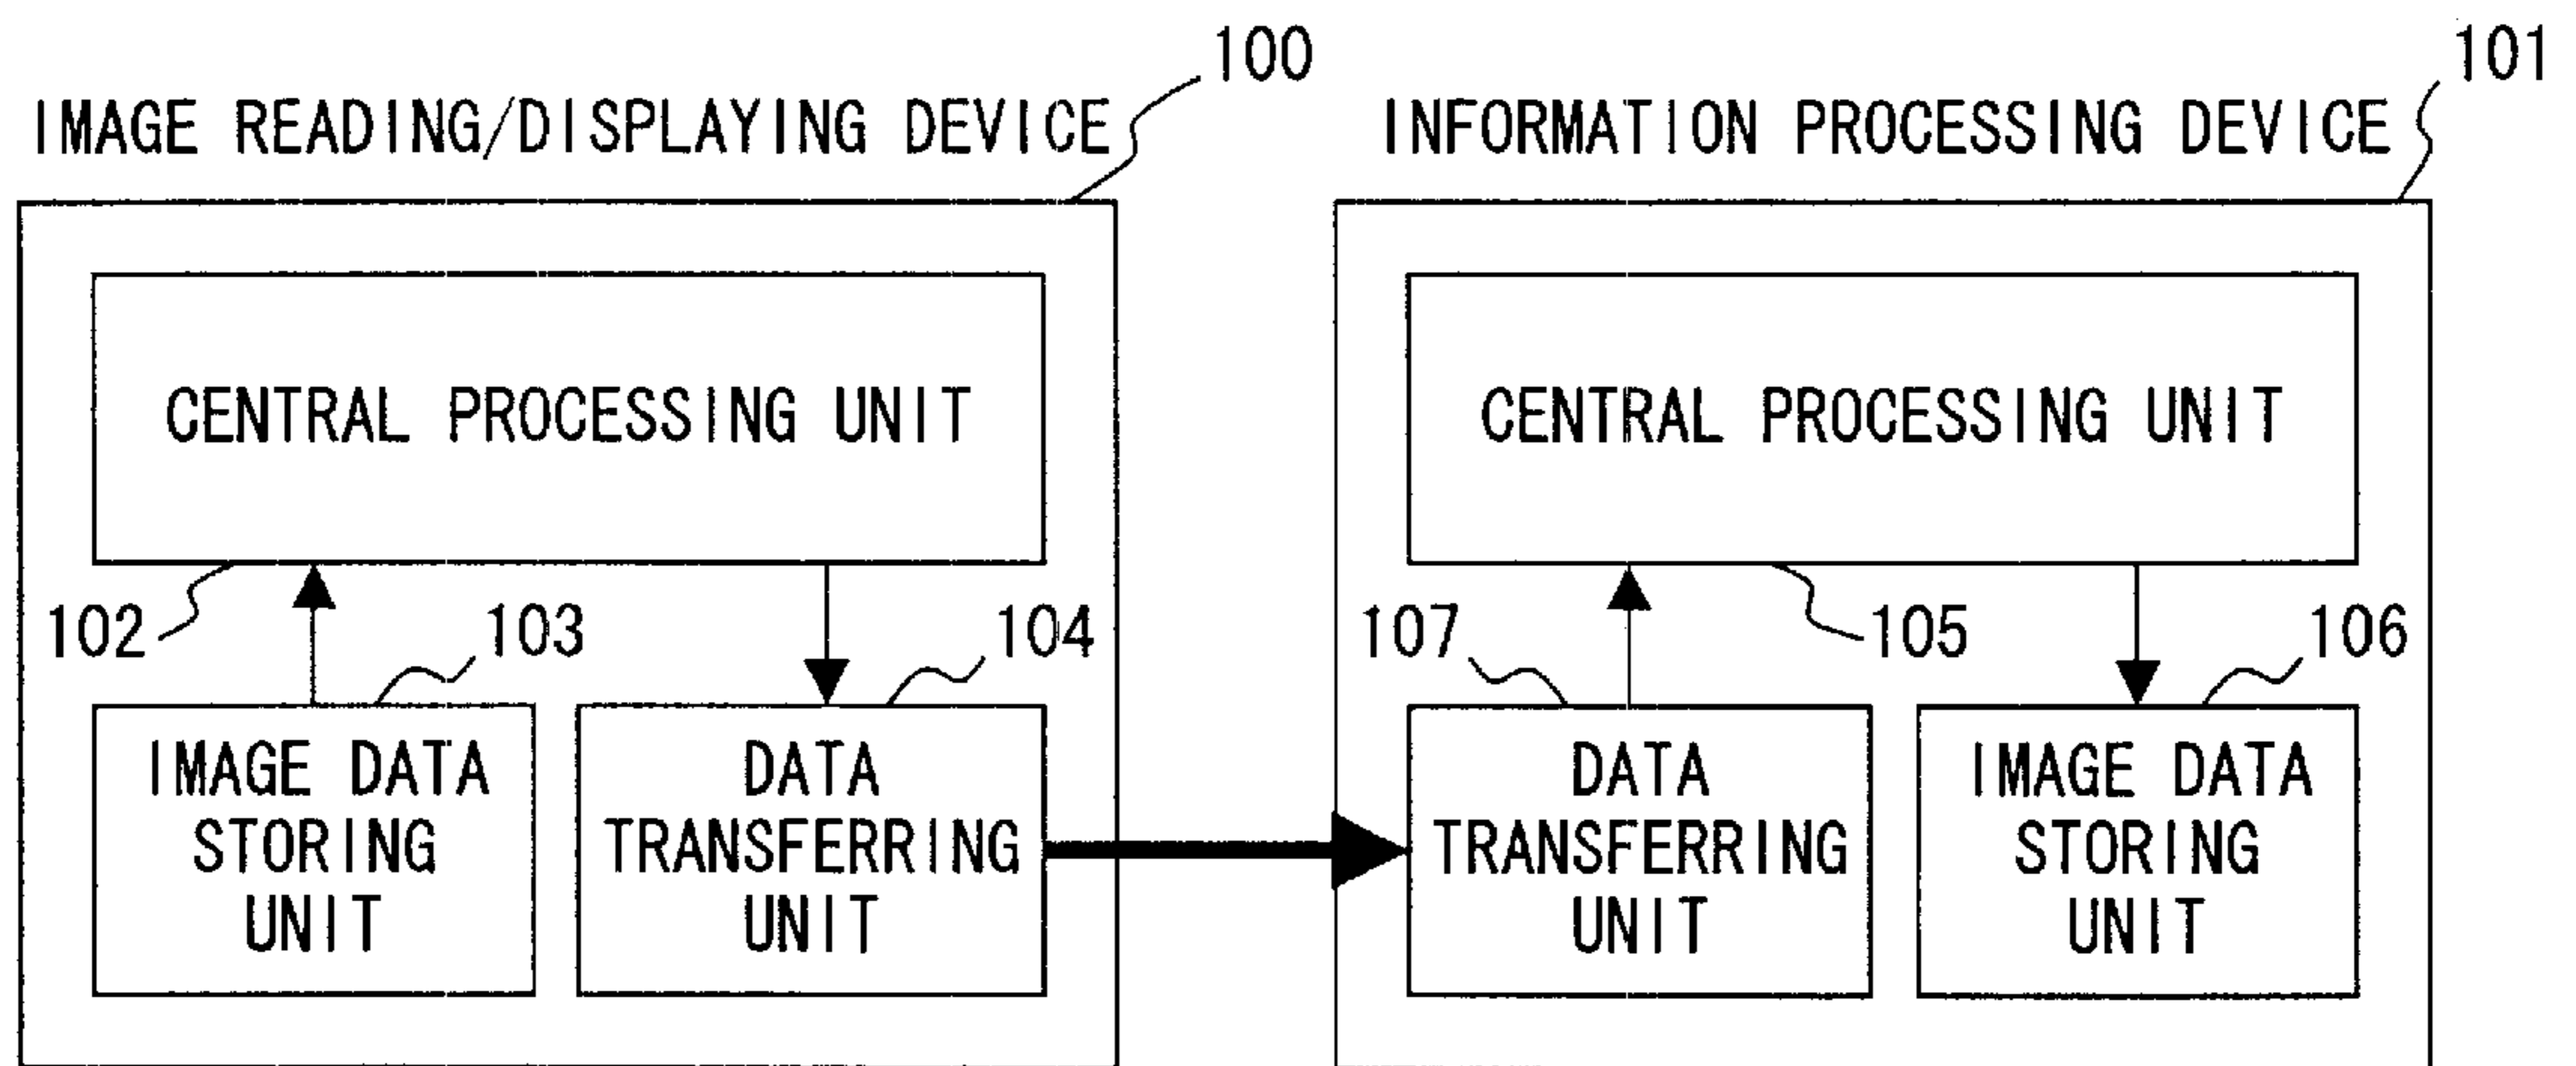 100
101
IMAGE READING/DISPLAYING DEVICE
INFORMATION PROCESSING DEVICE
CENTRAL PROCESSING UNIT
CENTRAL PROCESSING UNIT
102
103
104
107
105
106
IMAGE DATA
STORING
UNIT
DATA
TRANSFERRING
UNIT
DATA
TRANSFERRING
UNIT
IMAGE DATA
STORING
UNIT